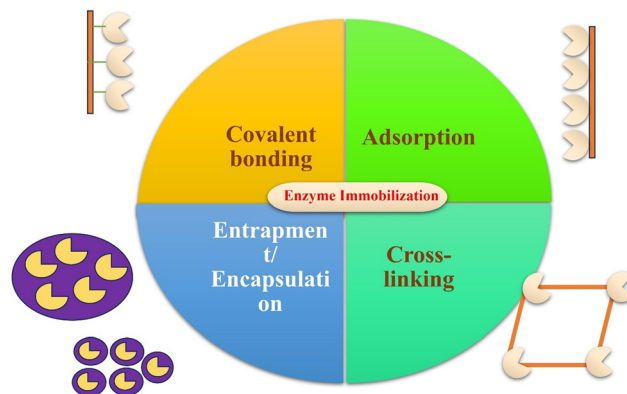 Covalent
bonding
Adsorption
Enzyme Immobilization
Entrapmen
t/
Encapsulati
on
Cross-
linking